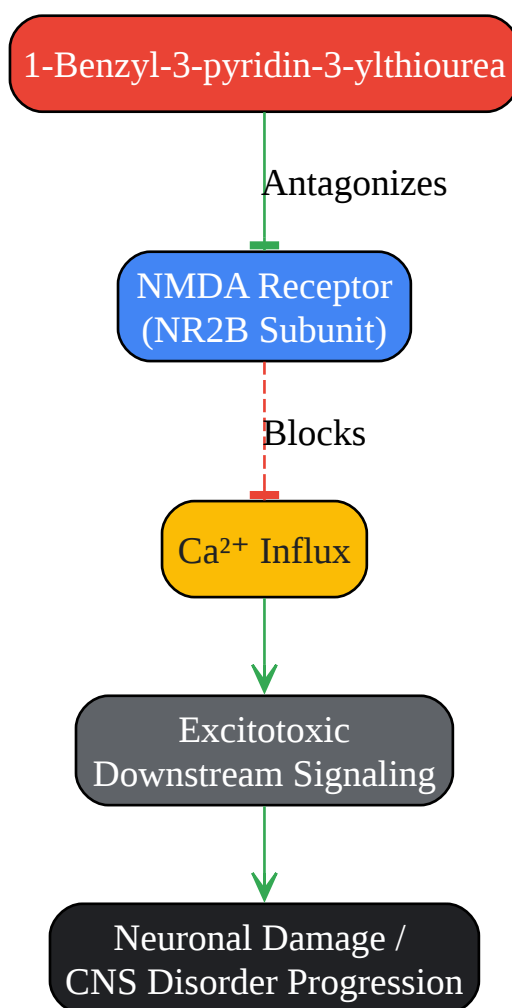 1-Benzyl-3-pyridin-3-ylthiourea
Antagonizes
NMDA Receptor
(NR2B Subunit)
Blocks
Ca²⁺ Influx
Excitotoxic
Downstream Signaling
Neuronal Damage /
CNS Disorder Progression